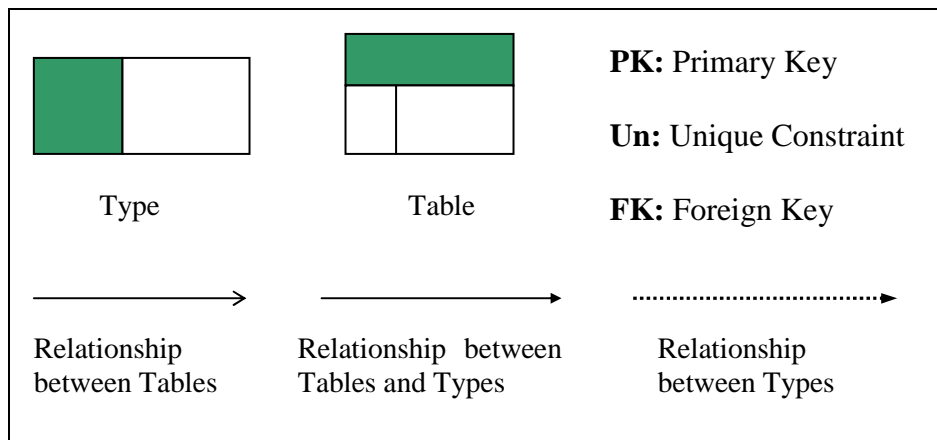 PK: Primary Key
Un: Unique Constraint
Type
Table
FK: Foreign Key
Relationship
between Tables
Relationship between
Tables and Types
Relationship
between Types